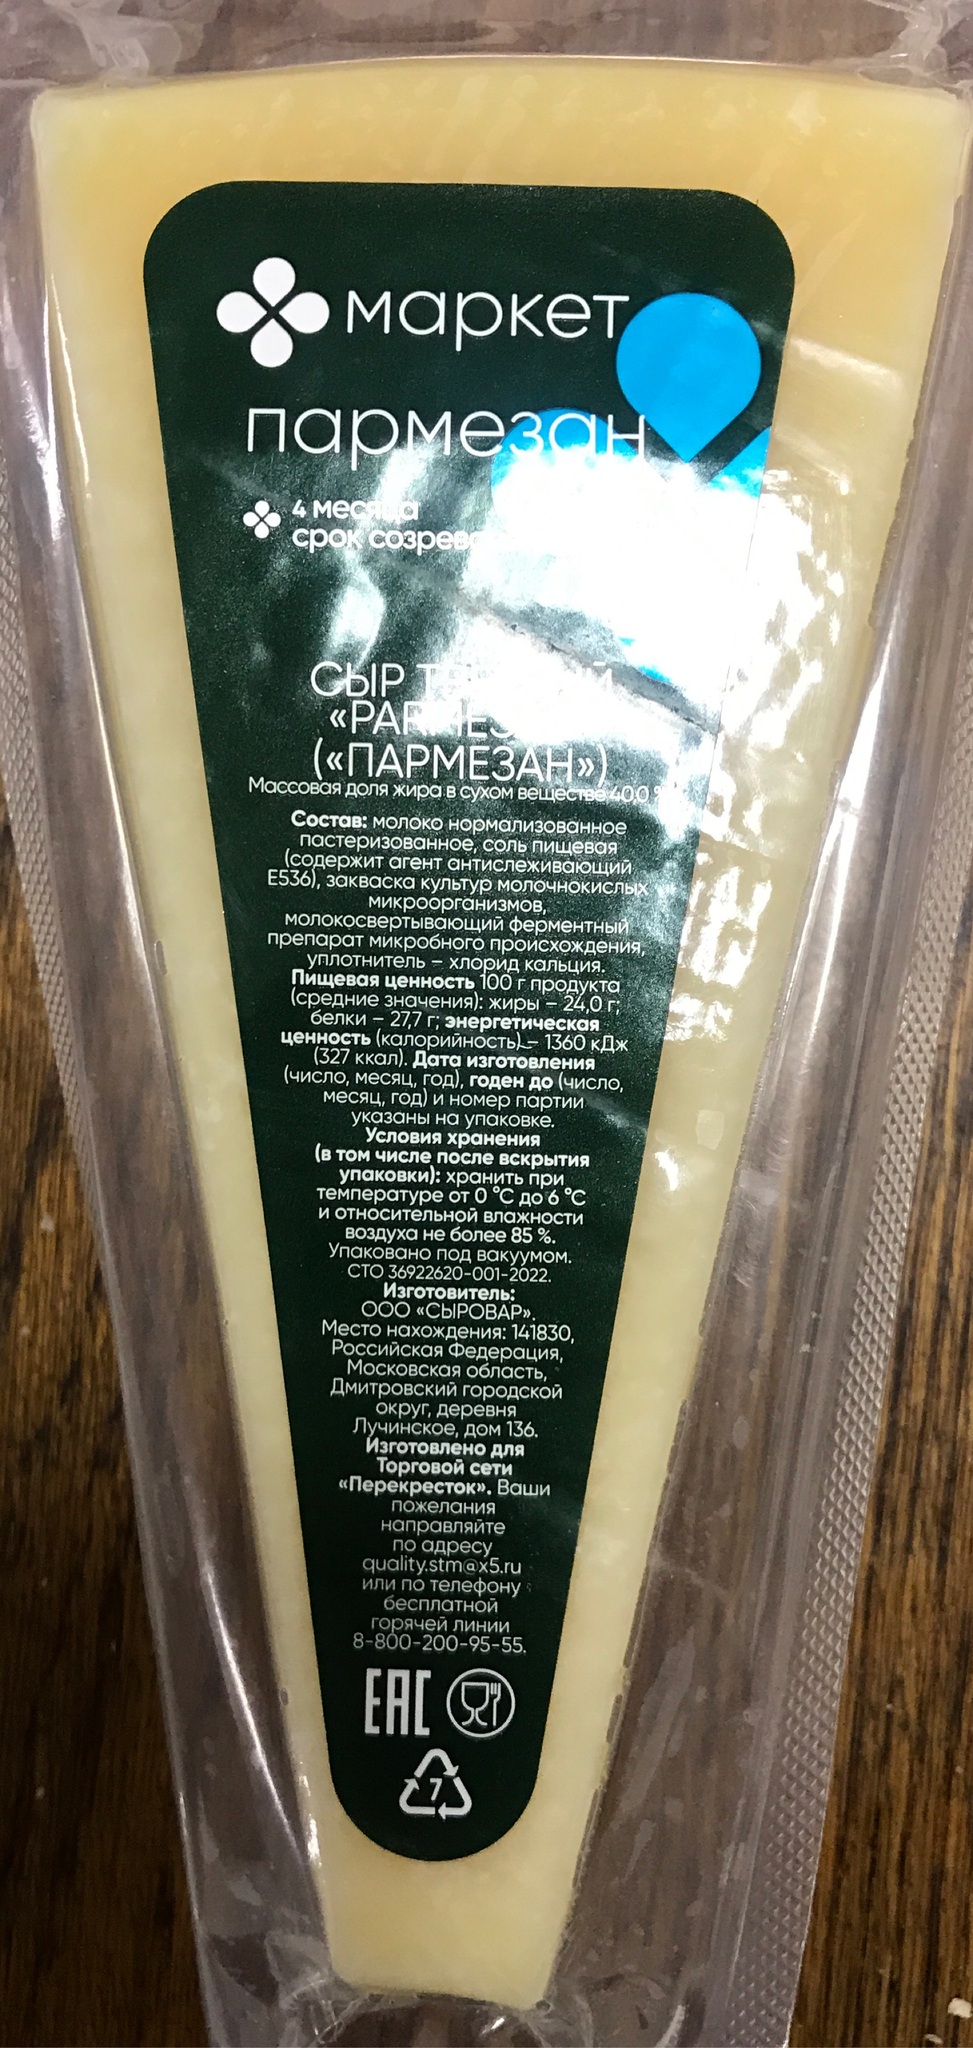 маркет
пармезан
4 месяца
срок
СЫР
(«ПАРМЕЗАН»)
Массовая доля жира в сухом веществе 40,0 %
Состав: молоко нормализованное
пастеризованное, соль пищевая
(содержит агент антислеживающий
Е536), закваска культур молочнокислых
микроорганизмов,
молокосвертывающий ферментный
препарат микробного происхождения,
уплотнитель – хлорид кальция.
Пищевая ценность 100 г продукта
(средние значения): жиры – 24,0 г;
белки – 27,7 г; энергетическая
ценность (калорийность) – 1360 кДж
(327 ккал). Дата изготовления
(число, месяц, год), годен до (число,
месяц, год) и номер партии
указаны на упаковке.
Условия хранения
(в том числе после вскрытия
упаковки): хранить при
температуре от 0 °С до 6 °С
и относительной влажности
воздуха не более 85 %.
Упаковано под вакуумом.
СТО 36922620-001-2022.
Изготовитель:
ООО «СЫРОВАР».
Место нахождения: 141830,
Российская Федерация,
Московская область,
Дмитровский городской
округ, деревня
Лучинское, дом 136.
Изготовлено для
Торговой сети
«Перекресток». Ваши
пожелания
направляйте
по адресу
quality.stm@x5.ru
или по телефону
бесплатной
горячей линии
8-800-200-95-55.
EAC
7